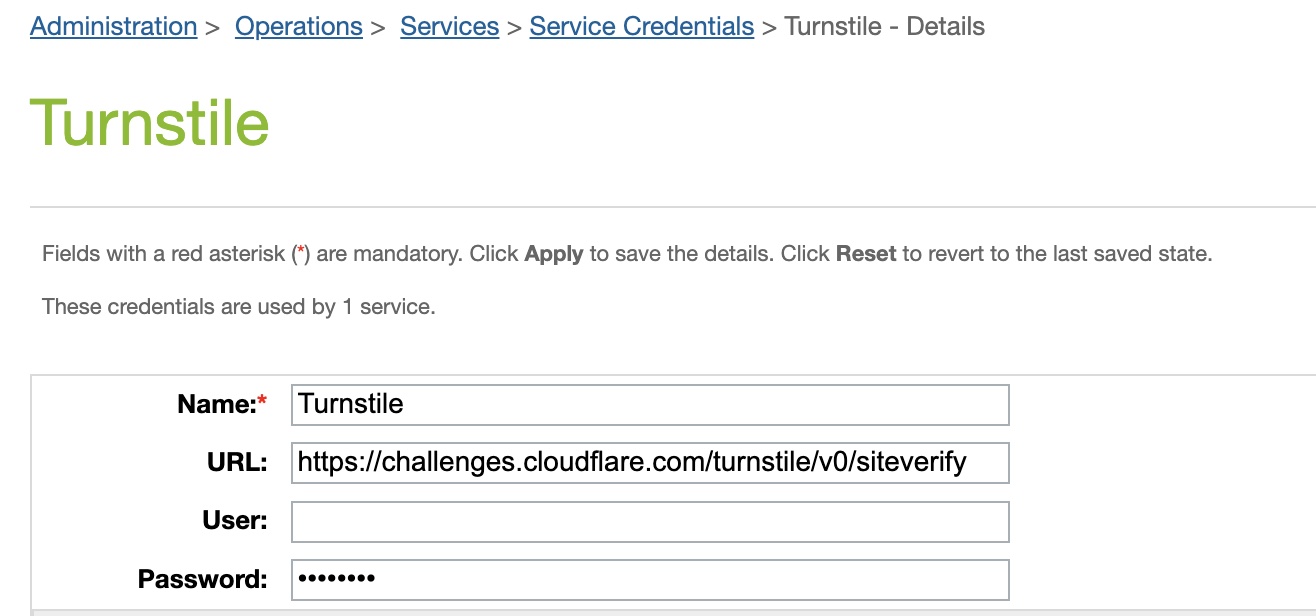 Administration > Operations > Services > Service Credentials > Turnstile - Details
Turnstile
Fields with a red asterisk (*) are mandatory. Click Apply to save the details. Click Reset to revert to the last saved state.
These credentials are used by 1 service.
Name:* Turnstile
URL: https://challenges.cloudflare.com/turnstile/v0/siteverify
User:
Password: ••••••••